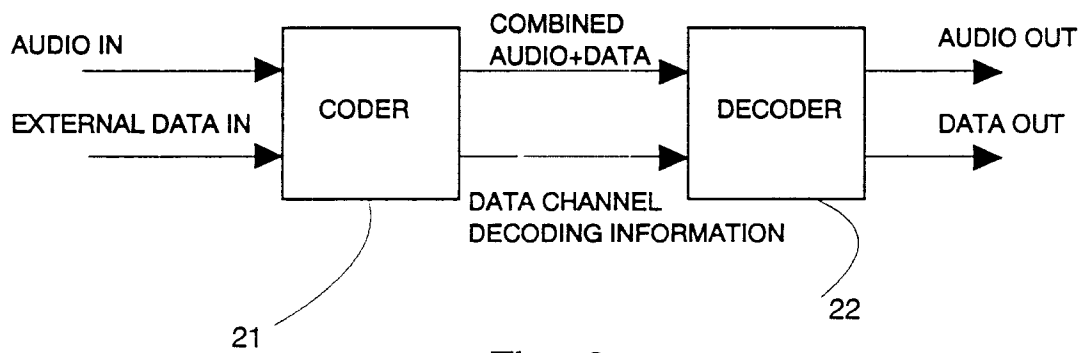 AUDIO IN
EXTERNAL DATA IN
CODER
COMBINED
AUDIO+DATA
DATA CHANNEL
DECODING INFORMATION
DECODER
AUDIO OUT
DATA OUT
21
22